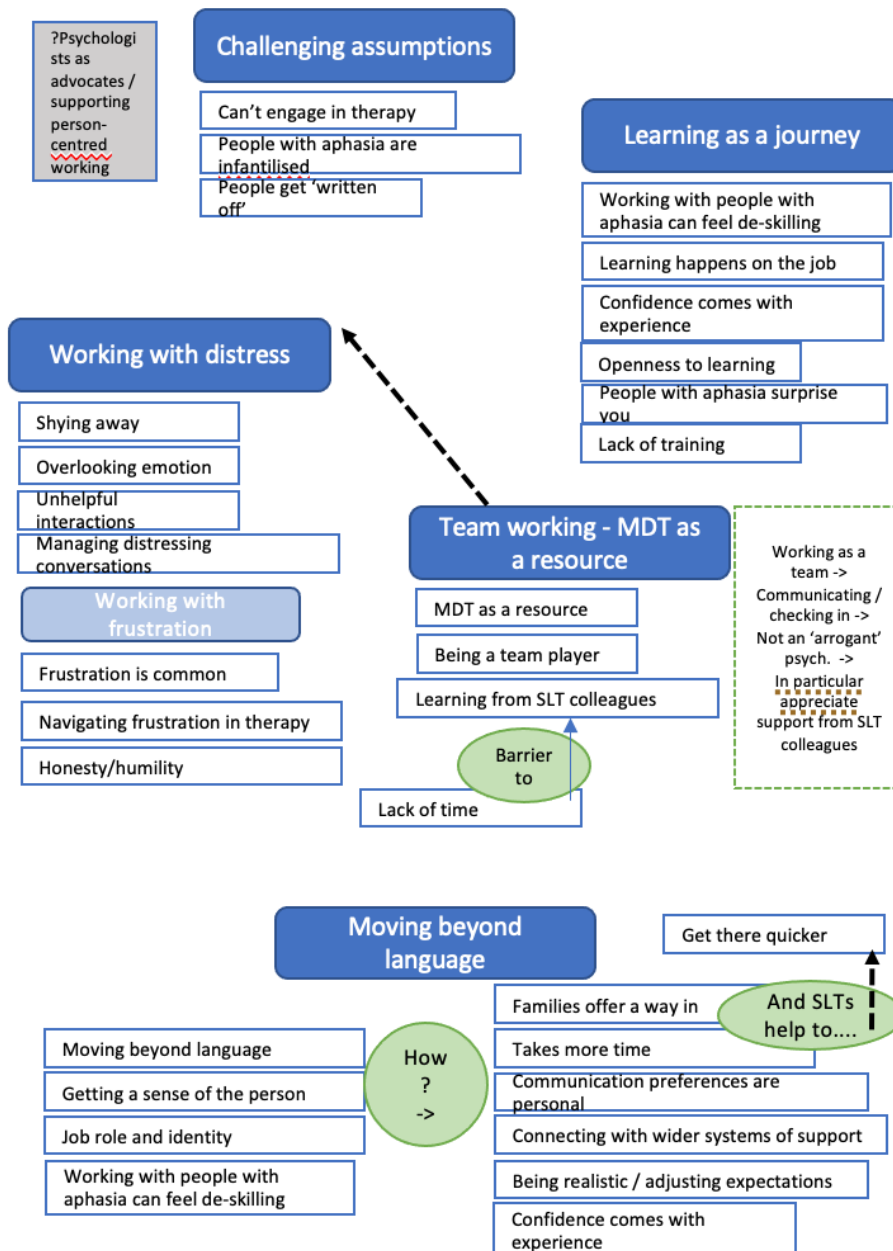 ?Psychologi
sts as
advocates /
supporting
person-
centred
working
Challenging assumptions
Can't engage in therapy
People with aphasia are
infantilised
People get 'written
off'
Learning as a journey
Working with people with
aphasia can feel de-skilling
Learning happens on the job
Confidence comes with
experience
Openness to learning
People with aphasia surprise
you
Lack of training
Working with distress
Shying away
Overlooking emotion
Unhelpful
interactions
Managing distressing
conversations
Working with
frustration
Frustration is common
Navigating frustration in therapy
Honesty/humility
Team working - MDT as
a resource
MDT as a resource
Being a team player
Learning from SLT colleagues
Barrier
to
Lack of time
Working as a
team ->
Communicating /
checking in ->
Not an 'arrogant'
psych. ->
In particular
appreciate
support from SLT
colleagues
Moving beyond
language
Moving beyond language
Getting a sense of the person
Job role and identity
Working with people with
aphasia can feel de-skilling
How
?
->
Get there quicker
And SLTs
help to....
Families offer a way in
Takes more time
Communication preferences are
personal
Connecting with wider systems of support
Being realistic / adjusting expectations
Confidence comes with
experience